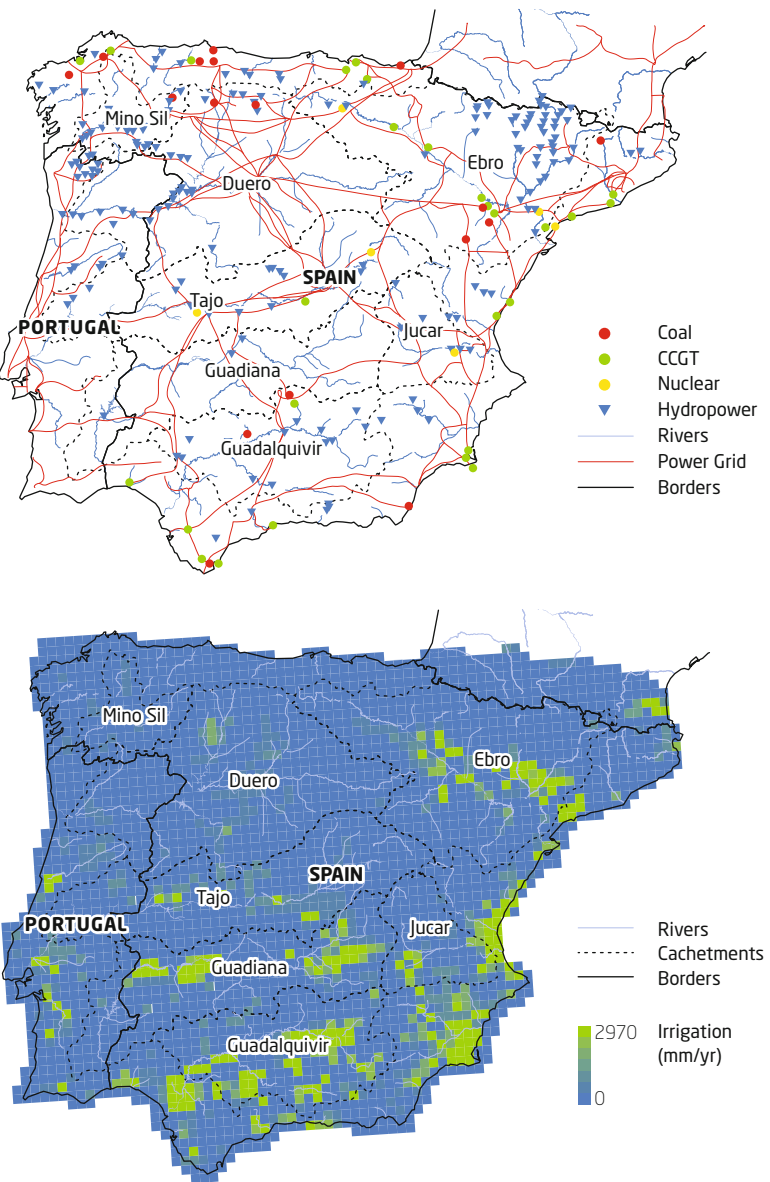 Mino Sil
Duero
Ebro
SPAIN
Tajo
PORTUGAL
Jucar
Guadiana
Guadalquivir
Coal
CCGT
Nuclear
Hydropower
Rivers
Power Grid
Borders
Mino Sil
Duero
Ebro
SPAIN
Tajo
PORTUGAL
Jucar
Guadiana
Guadalquivir
Rivers
Cachetments
Borders
2970
Irrigation
(mm/yr)
0